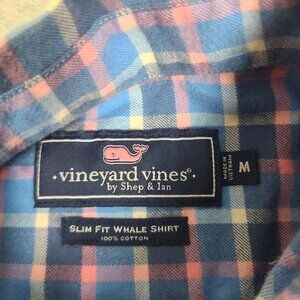 ·vineyard vines®
by Shep & Ian
MADE IN
VIETNAM
M
SLIM FIT WHALE SHIRT
100% COTTON